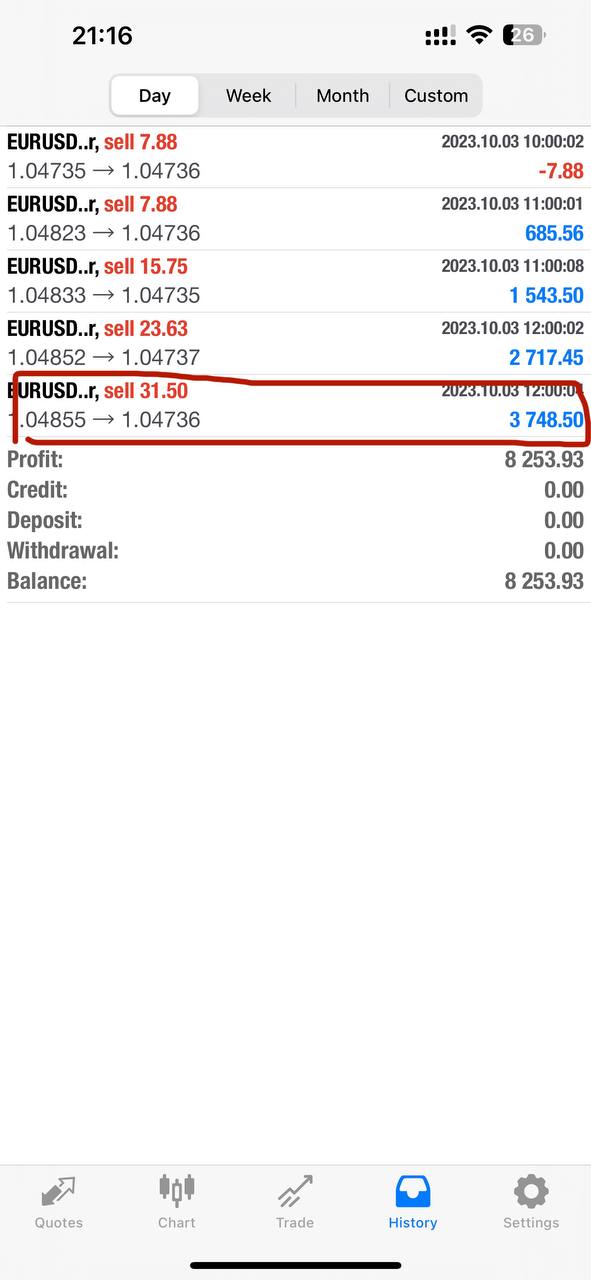 21:16
26
Day Week Month Custom
EURUSD..r, sell 7.88 2023.10.03 10:00:02
1.04735 → 1.04736 -7.88
EURUSD..r, sell 7.88 2023.10.03 11:00:01
1.04823 → 1.04736 685.56
EURUSD..r, sell 15.75 2023.10.03 11:00:08
1.04833 → 1.04735 1 543.50
EURUSD..r, sell 23.63 2023.10.03 12:00:02
1.04852 → 1.04737 2 717.45
EURUSD..r, sell 31.50 2023.10.03
1.04855 → 1.04736 3 748.50
Profit: 8 253.93
Credit: 0.00
Deposit: 0.00
Withdrawal: 0.00
Balance: 8 253.93
Quotes Chart Trade History Settings